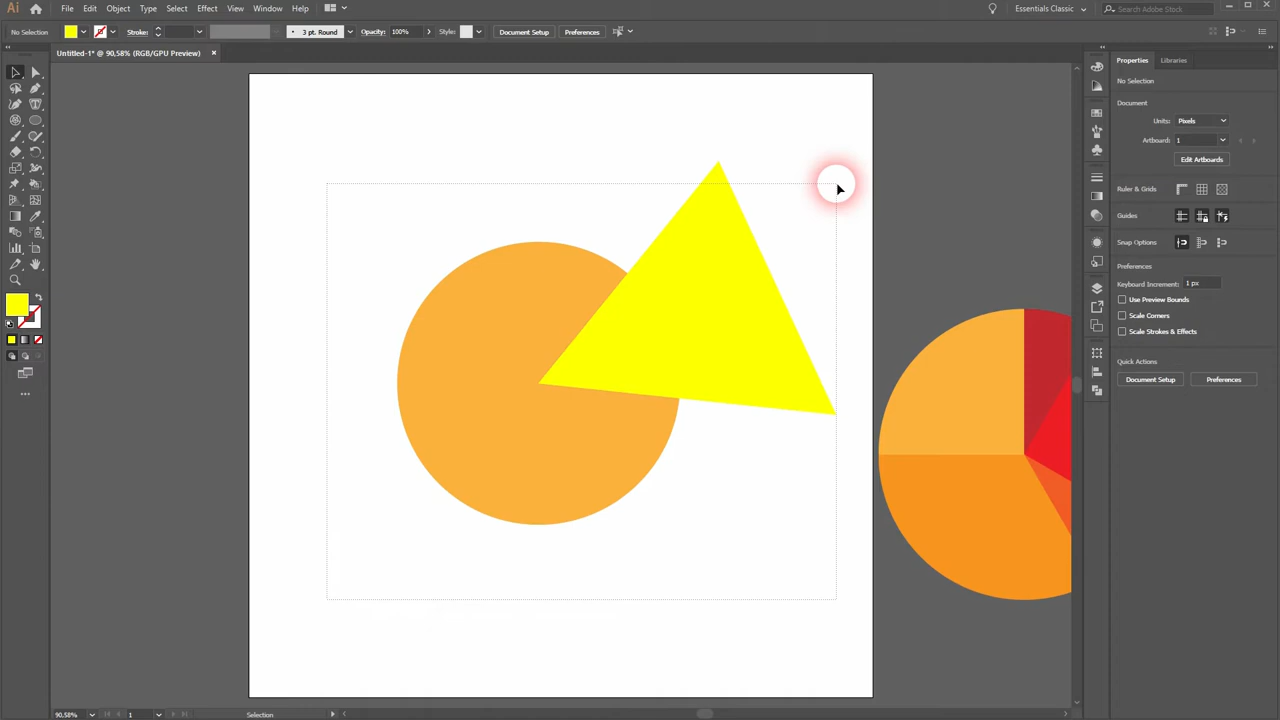 Ai File Edit Object Type Select Effect View Window Help Essentials Classic Search Adobe Stock
No Selection Stroke: 3 pt. Round Opacity: 100% Style: Document Setup Preferences
Untitled-1* @ 90,58% (RGB/GPU Preview)
Properties Libraries
No Selection
Document
Units: Pixels
Artboard: 1
Edit Artboards
Ruler & Grids
Guides
Snap Options
Preferences
Keyboard Increment: 1 px
Use Preview Bounds
Scale Corners
Scale Strokes & Effects
Quick Actions
Document Setup Preferences
90,58% 1 Selection